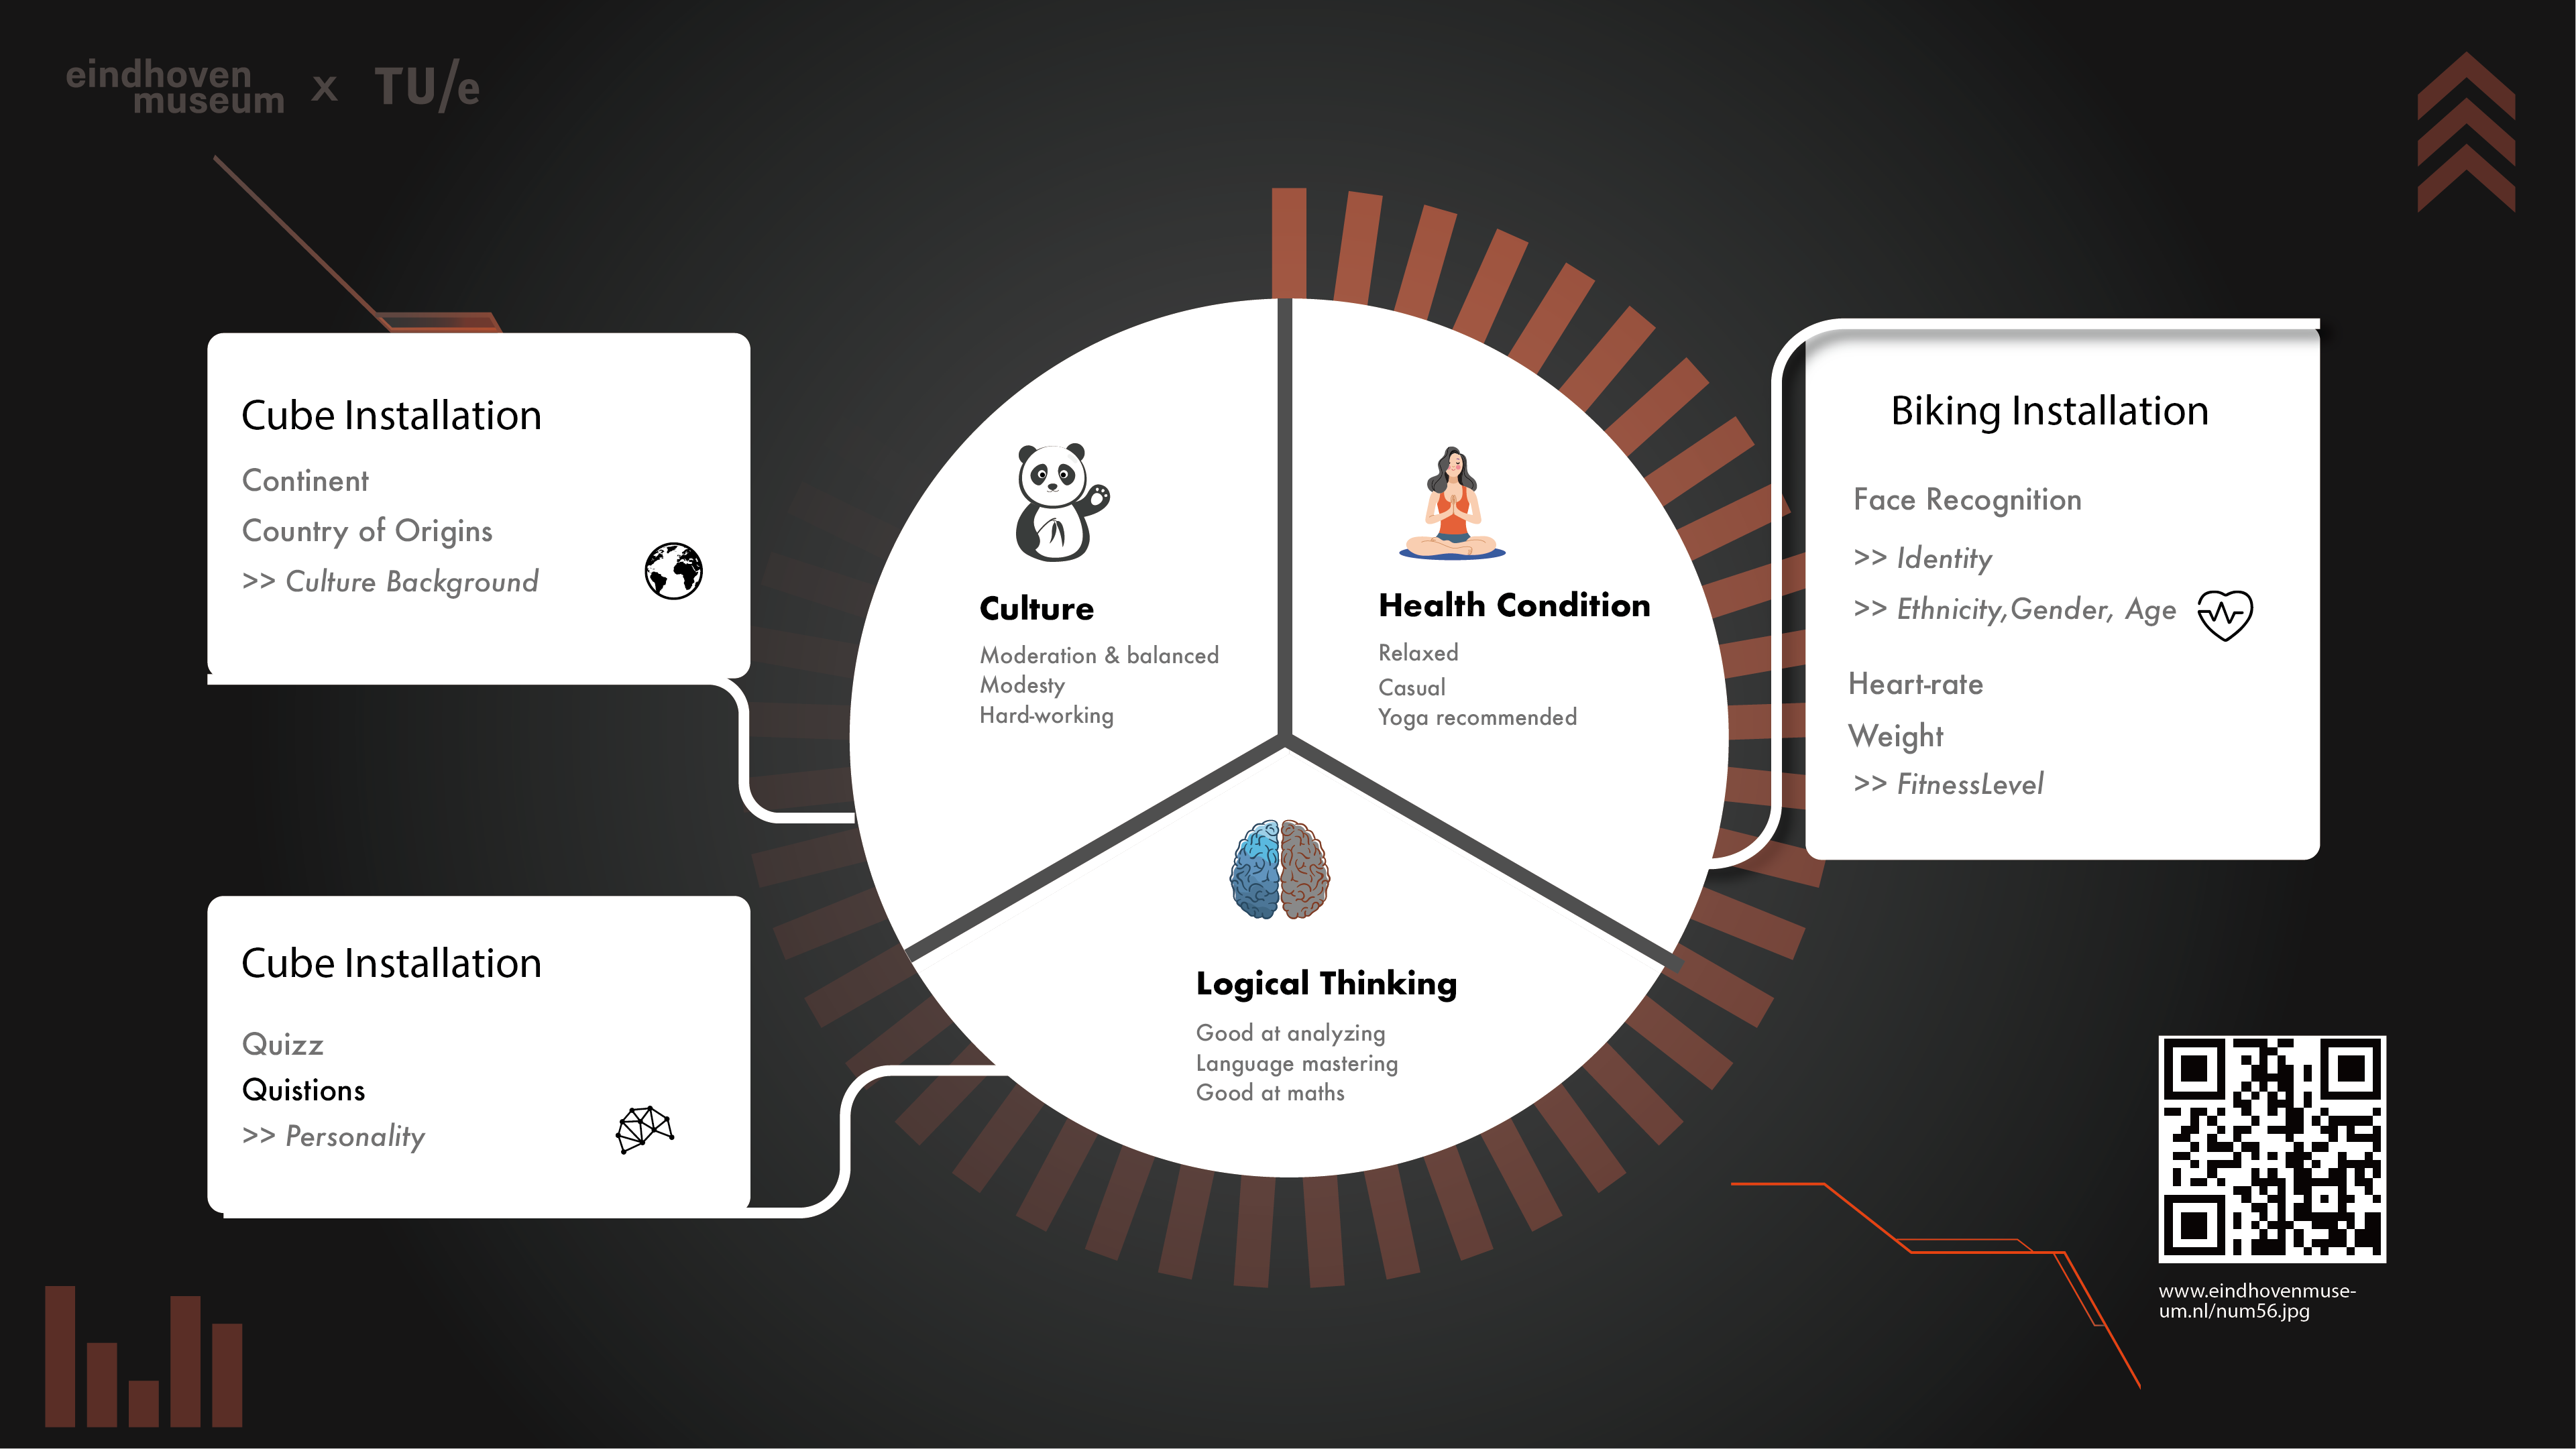 eindhoven
museum x TU/e
Cube Installation
Continent
Country of Origins
>> Culture Background
Cube Installation
Quizz
Quistions
>> Personality
Culture
Moderation & balanced
Modesty
Hard-working
Health Condition
Relaxed
Casual
Yoga recommended
Logical Thinking
Good at analyzing
Language mastering
Good at maths
Biking Installation
Face Recognition
>> Identity
>> Ethnicity,Gender, Age
Heart-rate
Weight
>> FitnessLevel
www.eindhovenmuse-
um.nl/num56.jpg